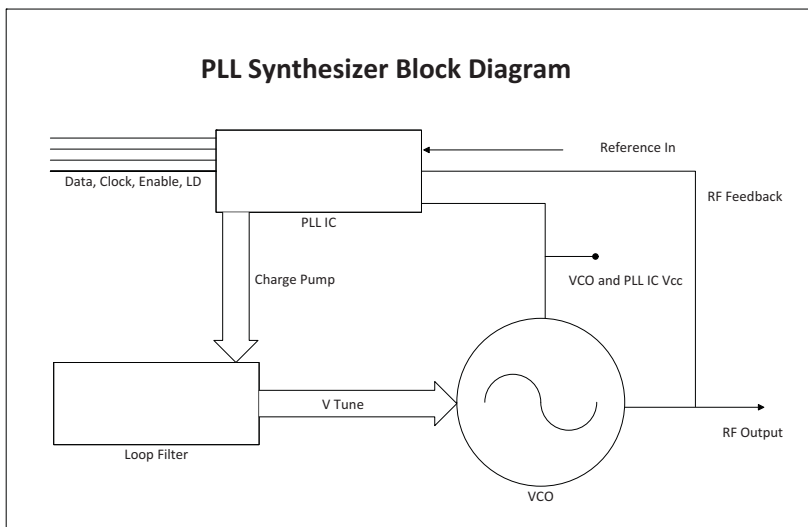 PLL Synthesizer Block Diagram
Reference In
Data, Clock, Enable, LD
RF Feedback
PLL IC
Charge Pump
VCO and PLL IC Vcc
V Tune
RF Output
Loop Filter
VCO